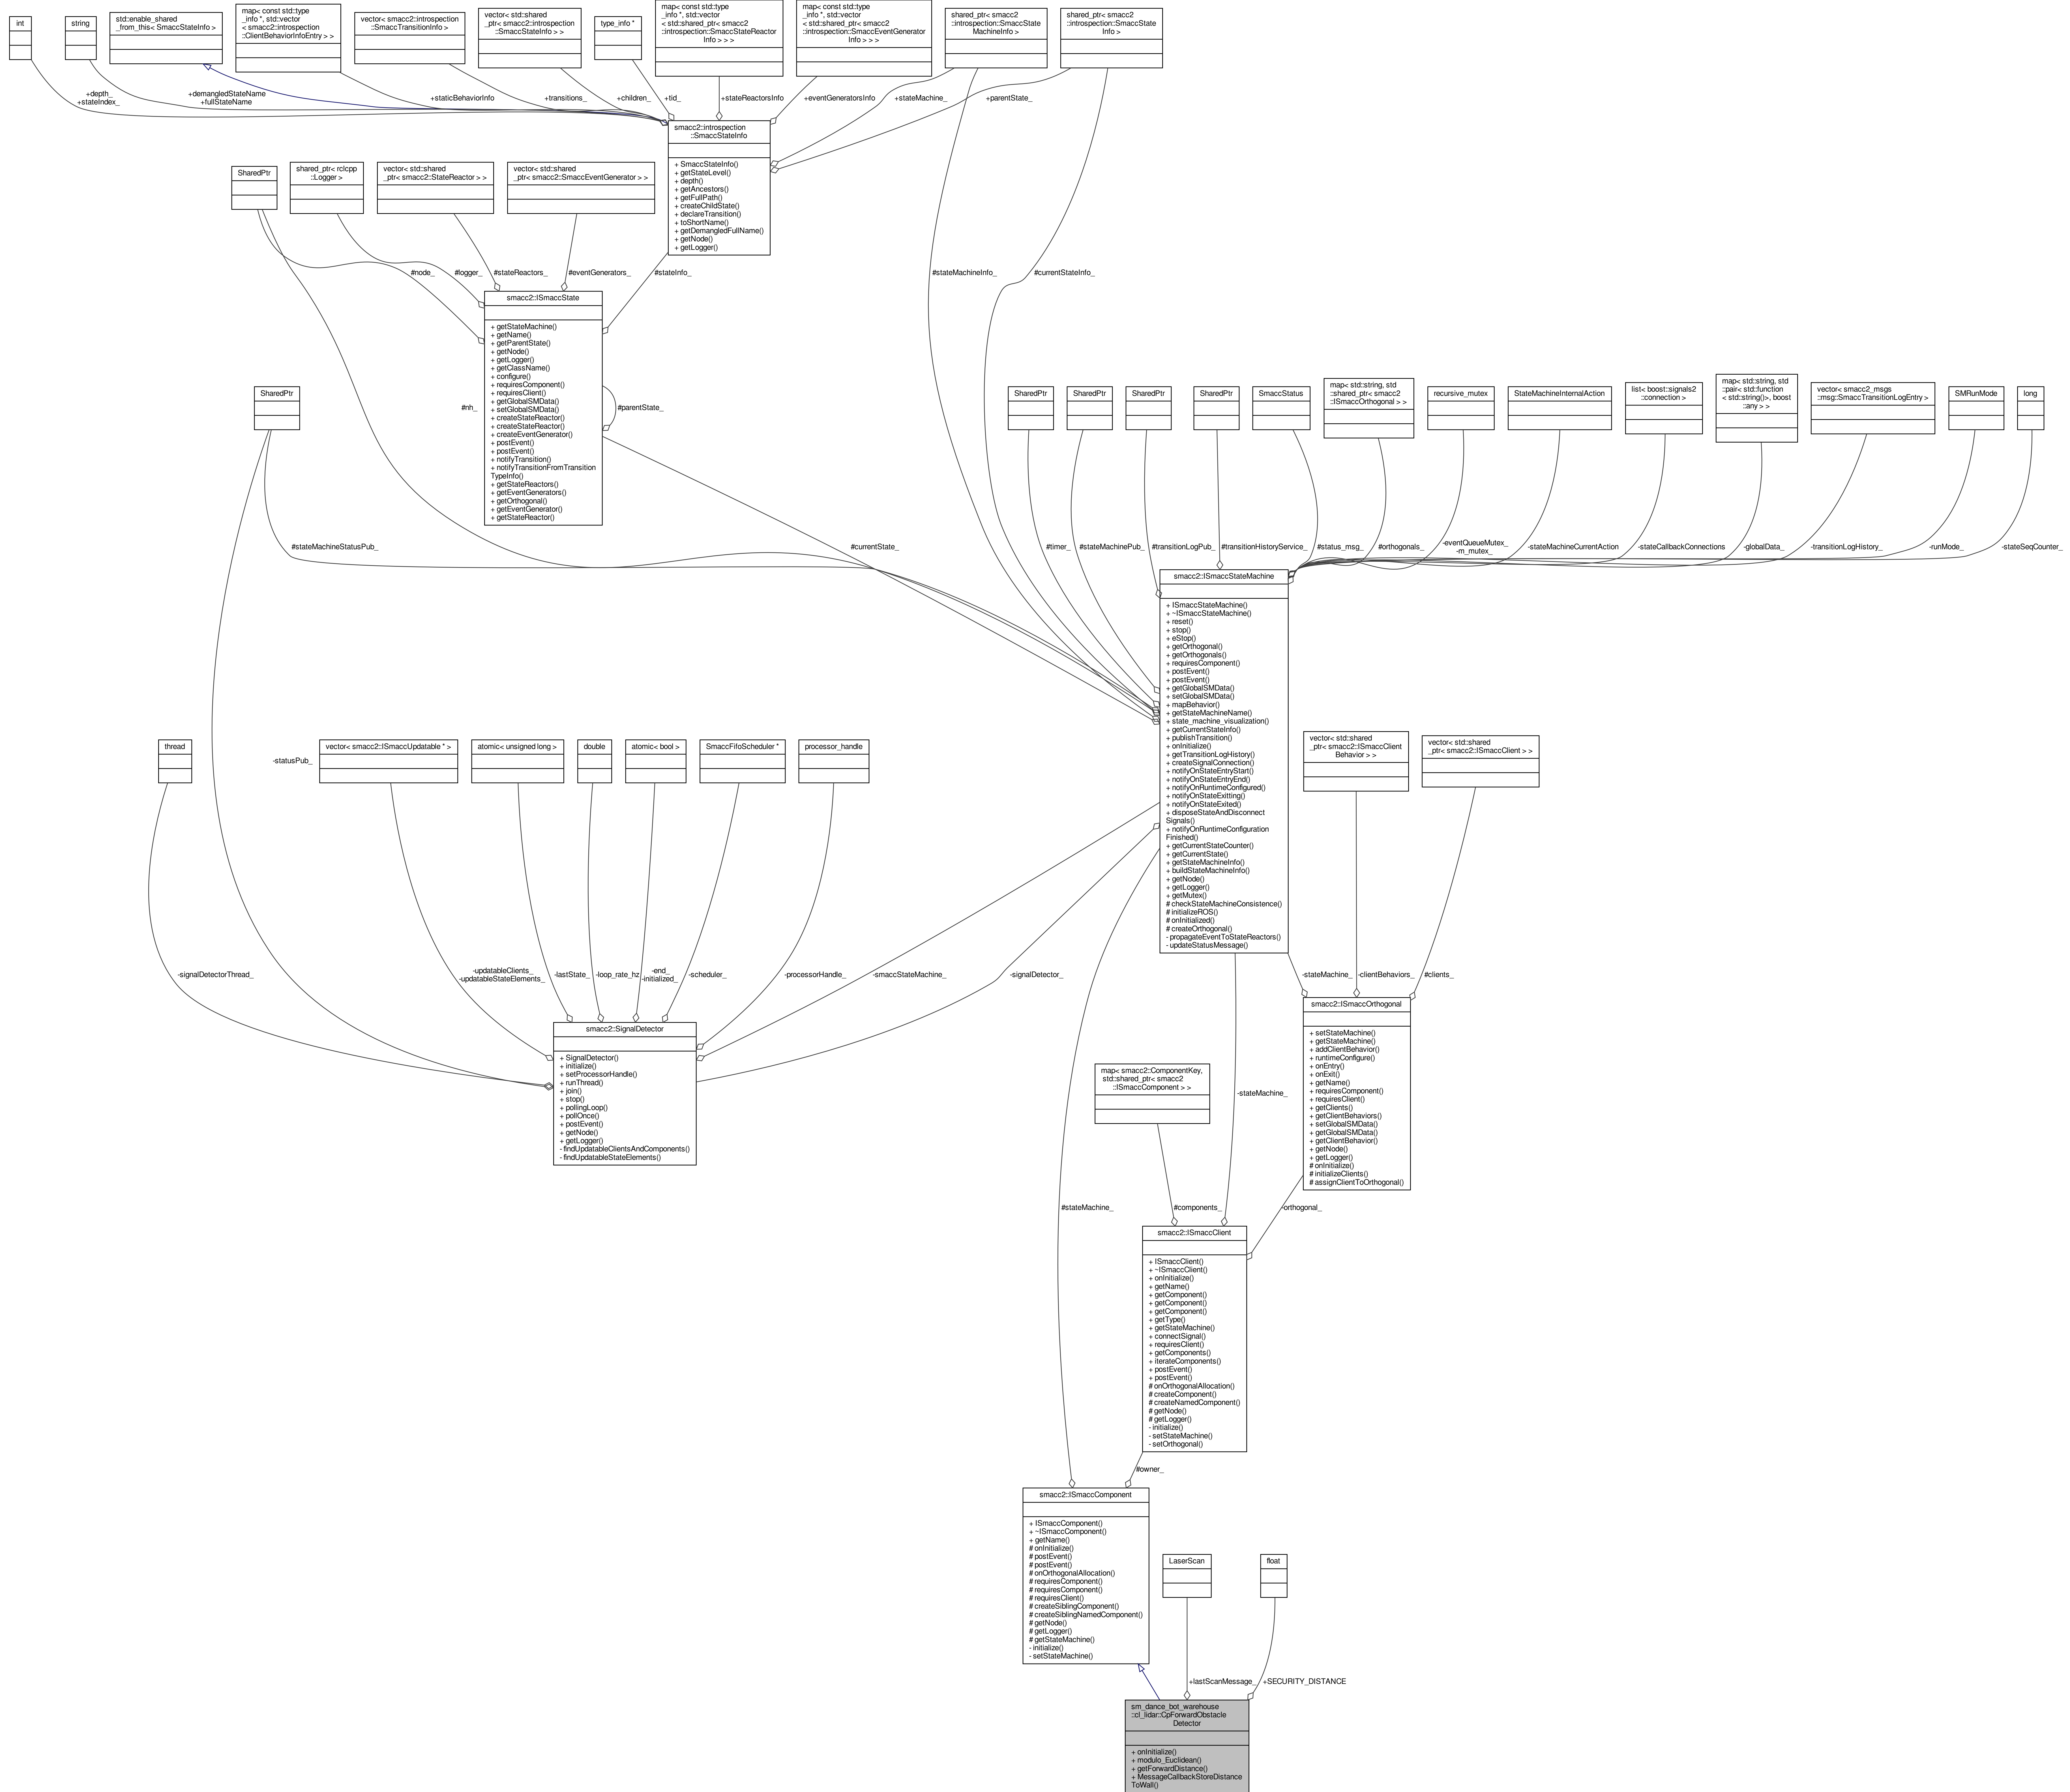 int
string
std::enable_shared
_from_this< SmaccStateInfo >
map< const std::type
_info *, std::vector
< smacc2::introspection
::ClientBehaviorInfoEntry > >
vector< smacc2::introspection
::SmaccTransitionInfo >
vector< std::shared
_ptr< smacc2::introspection
::SmaccStateInfo > >
type_info *
map< const std::type
_info *, std::vector
< std::shared_ptr< smacc2
::introspection::SmaccStateReactor
Info > > >
map< const std::type
_info *, std::vector
< std::shared_ptr< smacc2
::introspection::SmaccEventGenerator
Info > > >
shared_ptr< smacc2
::introspection::SmaccState
MachineInfo >
shared_ptr< smacc2
::introspection::SmaccState
Info >
+depth_
+stateIndex_
+demangledStateName
+fullStateName
+staticBehaviorInfo
+transitions_
+children_
+tid_
+stateReactorsInfo
+eventGeneratorsInfo
+stateMachine_
+parentState_
smacc2::introspection
::SmaccStateInfo
+ SmaccStateInfo()
+ getStateLevel()
+ depth()
+ getAncestors()
+ getFullPath()
+ createChildState()
+ declareTransition()
+ toShortName()
+ getDemangledFullName()
+ getNode()
+ getLogger()
SharedPtr
shared_ptr< rclcpp
::Logger >
vector< std::shared
_ptr< smacc2::StateReactor > >
vector< std::shared
_ptr< smacc2::SmaccEventGenerator > >
#node_
#logger_
#stateReactors_
#eventGenerators_
#stateInfo_
#stateMachineInfo_
#currentStateInfo_
smacc2::ISmaccState
+ getStateMachine()
+ getName()
+ getParentState()
+ getNode()
+ getLogger()
+ getClassName()
+ configure()
+ requiresComponent()
+ requiresClient()
+ getGlobalSMData()
+ setGlobalSMData()
+ createStateReactor()
+ createStateReactor()
+ createEventGenerator()
+ postEvent()
+ postEvent()
+ notifyTransition()
+ notifyTransitionFromTransition
TypeInfo()
+ getStateReactors()
+ getEventGenerators()
+ getOrthogonal()
+ getEventGenerator()
+ getStateReactor()
#nh_
#parentState_
SharedPtr
SharedPtr
SharedPtr
SharedPtr
SharedPtr
SmaccStatus
map< std::string, std
::shared_ptr< smacc2
::ISmaccOrthogonal > >
recursive_mutex
StateMachineInternalAction
list< boost::signals2
::connection >
map< std::string, std
::pair< std::function
< std::string()>, boost
::any > >
vector< smacc2_msgs
::msg::SmaccTransitionLogEntry >
SMRunMode
long
#stateMachineStatusPub_
#currentState_
#timer_
#stateMachinePub_
#transitionLogPub_
#transitionHistoryService_
#status_msg_
#orthogonals_
-eventQueueMutex_
-m_mutex_
-stateMachineCurrentAction
-stateCallbackConnections
-globalData_
-transitionLogHistory_
-runMode_
-stateSeqCounter_
smacc2::ISmaccStateMachine
+ ISmaccStateMachine()
+ ~ISmaccStateMachine()
+ reset()
+ stop()
+ eStop()
+ getOrthogonal()
+ getOrthogonals()
+ requiresComponent()
+ postEvent()
+ postEvent()
+ getGlobalSMData()
+ setGlobalSMData()
+ mapBehavior()
+ getStateMachineName()
+ state_machine_visualization()
+ getCurrentStateInfo()
+ publishTransition()
+ onInitialize()
+ getTransitionLogHistory()
+ createSignalConnection()
+ notifyOnStateEntryStart()
+ notifyOnStateEntryEnd()
+ notifyOnRuntimeConfigured()
+ notifyOnStateExitting()
+ notifyOnStateExited()
+ disposeStateAndDisconnect
Signals()
+ notifyOnRuntimeConfiguration
Finished()
+ getCurrentStateCounter()
+ getCurrentState()
+ getStateMachineInfo()
+ buildStateMachineInfo()
+ getNode()
+ getLogger()
+ getMutex()
# checkStateMachineConsistence()
# initializeROS()
# onInitialized()
# createOrthogonal()
- propagateEventToStateReactors()
- updateStatusMessage()
thread
-statusPub_
vector< smacc2::ISmaccUpdatable * >
atomic< unsigned long >
double
atomic< bool >
SmaccFifoScheduler *
processor_handle
vector< std::shared
_ptr< smacc2::ISmaccClient
Behavior > >
vector< std::shared
_ptr< smacc2::ISmaccClient > >
-signalDetectorThread_
-updatableClients_
-updatableStateElements_
-lastState_
-loop_rate_hz
-end_
-initialized_
-scheduler_
-processorHandle_
-smaccStateMachine_
-signalDetector_
-stateMachine_
-clientBehaviors_
#clients_
smacc2::SignalDetector
+ SignalDetector()
+ initialize()
+ setProcessorHandle()
+ runThread()
+ join()
+ stop()
+ pollingLoop()
+ pollOnce()
+ postEvent()
+ getNode()
+ getLogger()
- findUpdatableClientsAndComponents()
- findUpdatableStateElements()
smacc2::ISmaccOrthogonal
+ setStateMachine()
+ getStateMachine()
+ addClientBehavior()
+ runtimeConfigure()
+ onEntry()
+ onExit()
+ getName()
+ requiresComponent()
+ requiresClient()
+ getClients()
+ getClientBehaviors()
+ setGlobalSMData()
+ getGlobalSMData()
+ getClientBehavior()
+ getNode()
+ getLogger()
# onInitialize()
# initializeClients()
# assignClientToOrthogonal()
map< smacc2::ComponentKey,
std::shared_ptr< smacc2
::ISmaccComponent > >
-stateMachine_
#stateMachine_
#components_
-orthogonal_
smacc2::ISmaccClient
+ ISmaccClient()
+ ~ISmaccClient()
+ onInitialize()
+ getName()
+ getComponent()
+ getComponent()
+ getComponent()
+ getType()
+ getStateMachine()
+ connectSignal()
+ requiresClient()
+ getComponents()
+ iterateComponents()
+ postEvent()
+ postEvent()
# onOrthogonalAllocation()
# createComponent()
# createNamedComponent()
# getNode()
# getLogger()
- initialize()
- setStateMachine()
- setOrthogonal()
#owner_
smacc2::ISmaccComponent
+ ISmaccComponent()
+ ~ISmaccComponent()
+ getName()
# onInitialize()
# postEvent()
# postEvent()
# onOrthogonalAllocation()
# requiresComponent()
# requiresComponent()
# requiresClient()
# createSiblingComponent()
# createSiblingNamedComponent()
# getNode()
# getLogger()
# getStateMachine()
- initialize()
- setStateMachine()
LaserScan
float
+lastScanMessage_
+SECURITY_DISTANCE
sm_dance_bot_warehouse
::cl_lidar::CpForwardObstacle
Detector
+ onInitialize()
+ modulo_Euclidean()
+ getForwardDistance()
+ MessageCallbackStoreDistance
ToWall()